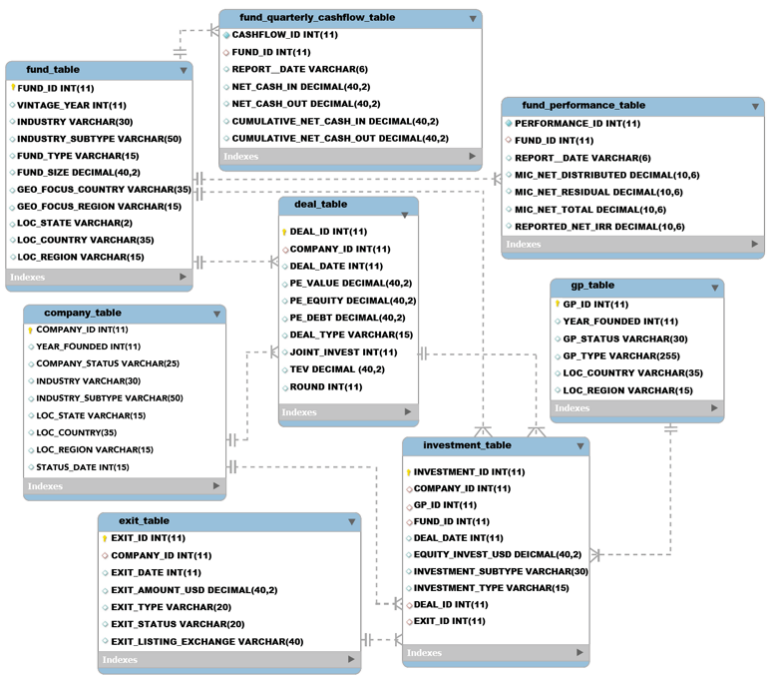 fund_quarterly_cashflow_table
CASHFLOW_ID INT(11)
FUND_ID INT(11)
REPORT__DATE VARCHAR(6)
NET_CASH_IN DECIMAL(40,2)
NET_CASH_OUT DECIMAL(40,2)
CUMULATIVE_NET_CASH_IN DECIMAL(40,2)
CUMULATIVE_NET_CASH_OUT DECIMAL(40,2)
Indexes
fund_table
FUND_ID INT(11)
VINTAGE_YEAR INT(11)
INDUSTRY VARCHAR(30)
INDUSTRY_SUBTYPE VARCHAR(50)
FUND_TYPE VARCHAR(15)
FUND_SIZE DECIMAL(40,2)
GEO_FOCUS_COUNTRY VARCHAR(35)
GEO_FOCUS_REGION VARCHAR(15)
LOC_STATE VARCHAR(2)
LOC_COUNTRY VARCHAR(35)
LOC_REGION VARCHAR(15)
Indexes
fund_performance_table
PERFORMANCE_ID INT(11)
FUND_ID INT(11)
REPORT__DATE VARCHAR(6)
MIC_NET_DISTRIBUTED DECIMAL(10,6)
MIC_NET_RESIDUAL DECIMAL(10,6)
MIC_NET_TOTAL DECIMAL(10,6)
REPORTED_NET_IRR DECIMAL(10,6)
Indexes
deal_table
DEAL_ID INT(11)
COMPANY_ID INT(11)
DEAL_DATE INT(11)
PE_VALUE DECIMAL(40,2)
PE_EQUITY DECIMAL(40,2)
PE_DEBT DECIMAL(40,2)
DEAL_TYPE VARCHAR(15)
JOINT_INVEST INT(11)
TEV DECIMAL (40,2)
ROUND INT(11)
Indexes
gp_table
GP_ID INT(11)
YEAR_FOUNDED INT(11)
GP_STATUS VARCHAR(30)
GP_TYPE VARCHAR(255)
LOC_COUNTRY VARCHAR(35)
LOC_REGION VARCHAR(15)
Indexes
company_table
COMPANY_ID INT(11)
YEAR_FOUNDED INT(11)
COMPANY_STATUS VARCHAR(25)
INDUSTRY VARCHAR(30)
INDUSTRY_SUBTYPE VARCHAR(50)
LOC_STATE VARCHAR(15)
LOC_COUNTRY(35)
LOC_REGION VARCHAR(15)
STATUS_DATE INT(15)
Indexes
investment_table
INVESTMENT_ID INT(11)
COMPANY_ID INT(11)
GP_ID INT(11)
FUND_ID INT(11)
DEAL_DATE INT(11)
EQUITY_INVEST_USD DEICMAL(40,2)
INVESTMENT_SUBTYPE VARCHAR(30)
INVESTMENT_TYPE VARCHAR(15)
DEAL_ID INT(11)
EXIT_ID INT(11)
Indexes
exit_table
EXIT_ID INT(11)
COMPANY_ID INT(11)
EXIT_DATE INT(11)
EXIT_AMOUNT_USD DECIMAL(40,2)
EXIT_TYPE VARCHAR(20)
EXIT_STATUS VARCHAR(20)
EXIT_LISTING_EXCHANGE VARCHAR(40)
Indexes